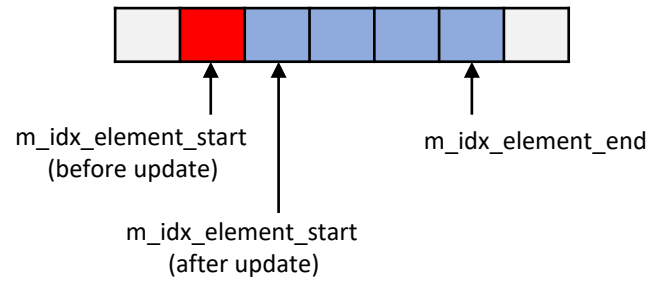 m_idx_element_start
(before update)
m_idx_element_end
m_idx_element_start
(after update)